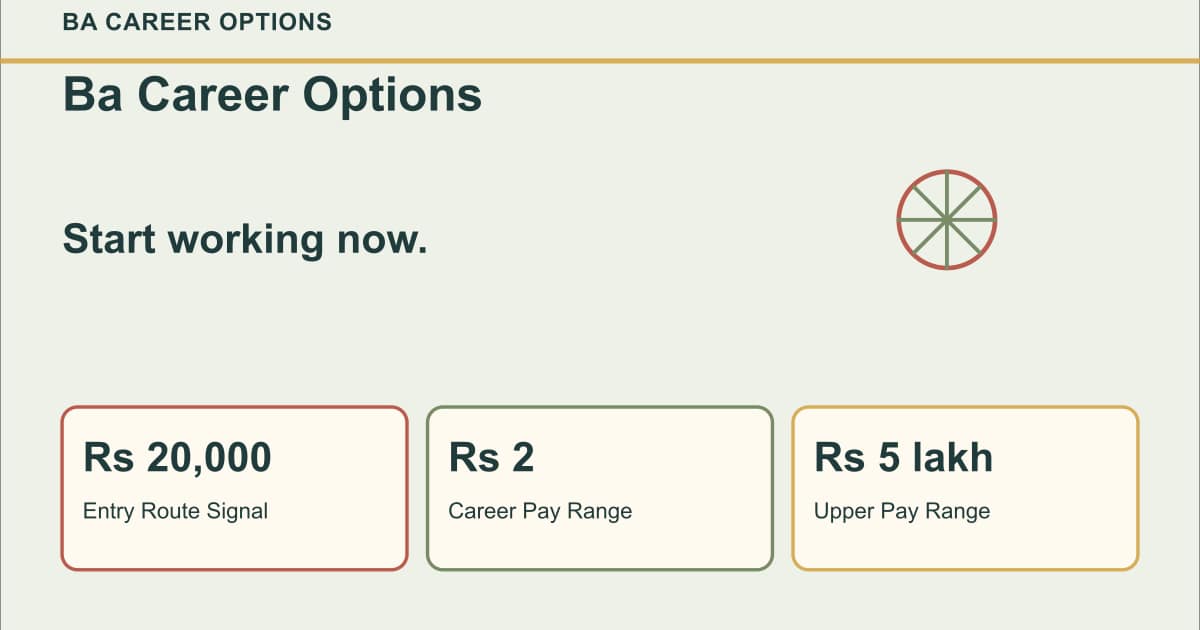 BA CAREER OPTIONS
Ba Career Options
Start working now.
Rs 20,000
Entry Route Signal
Rs 2
Career Pay Range
Rs 5 lakh
Upper Pay Range